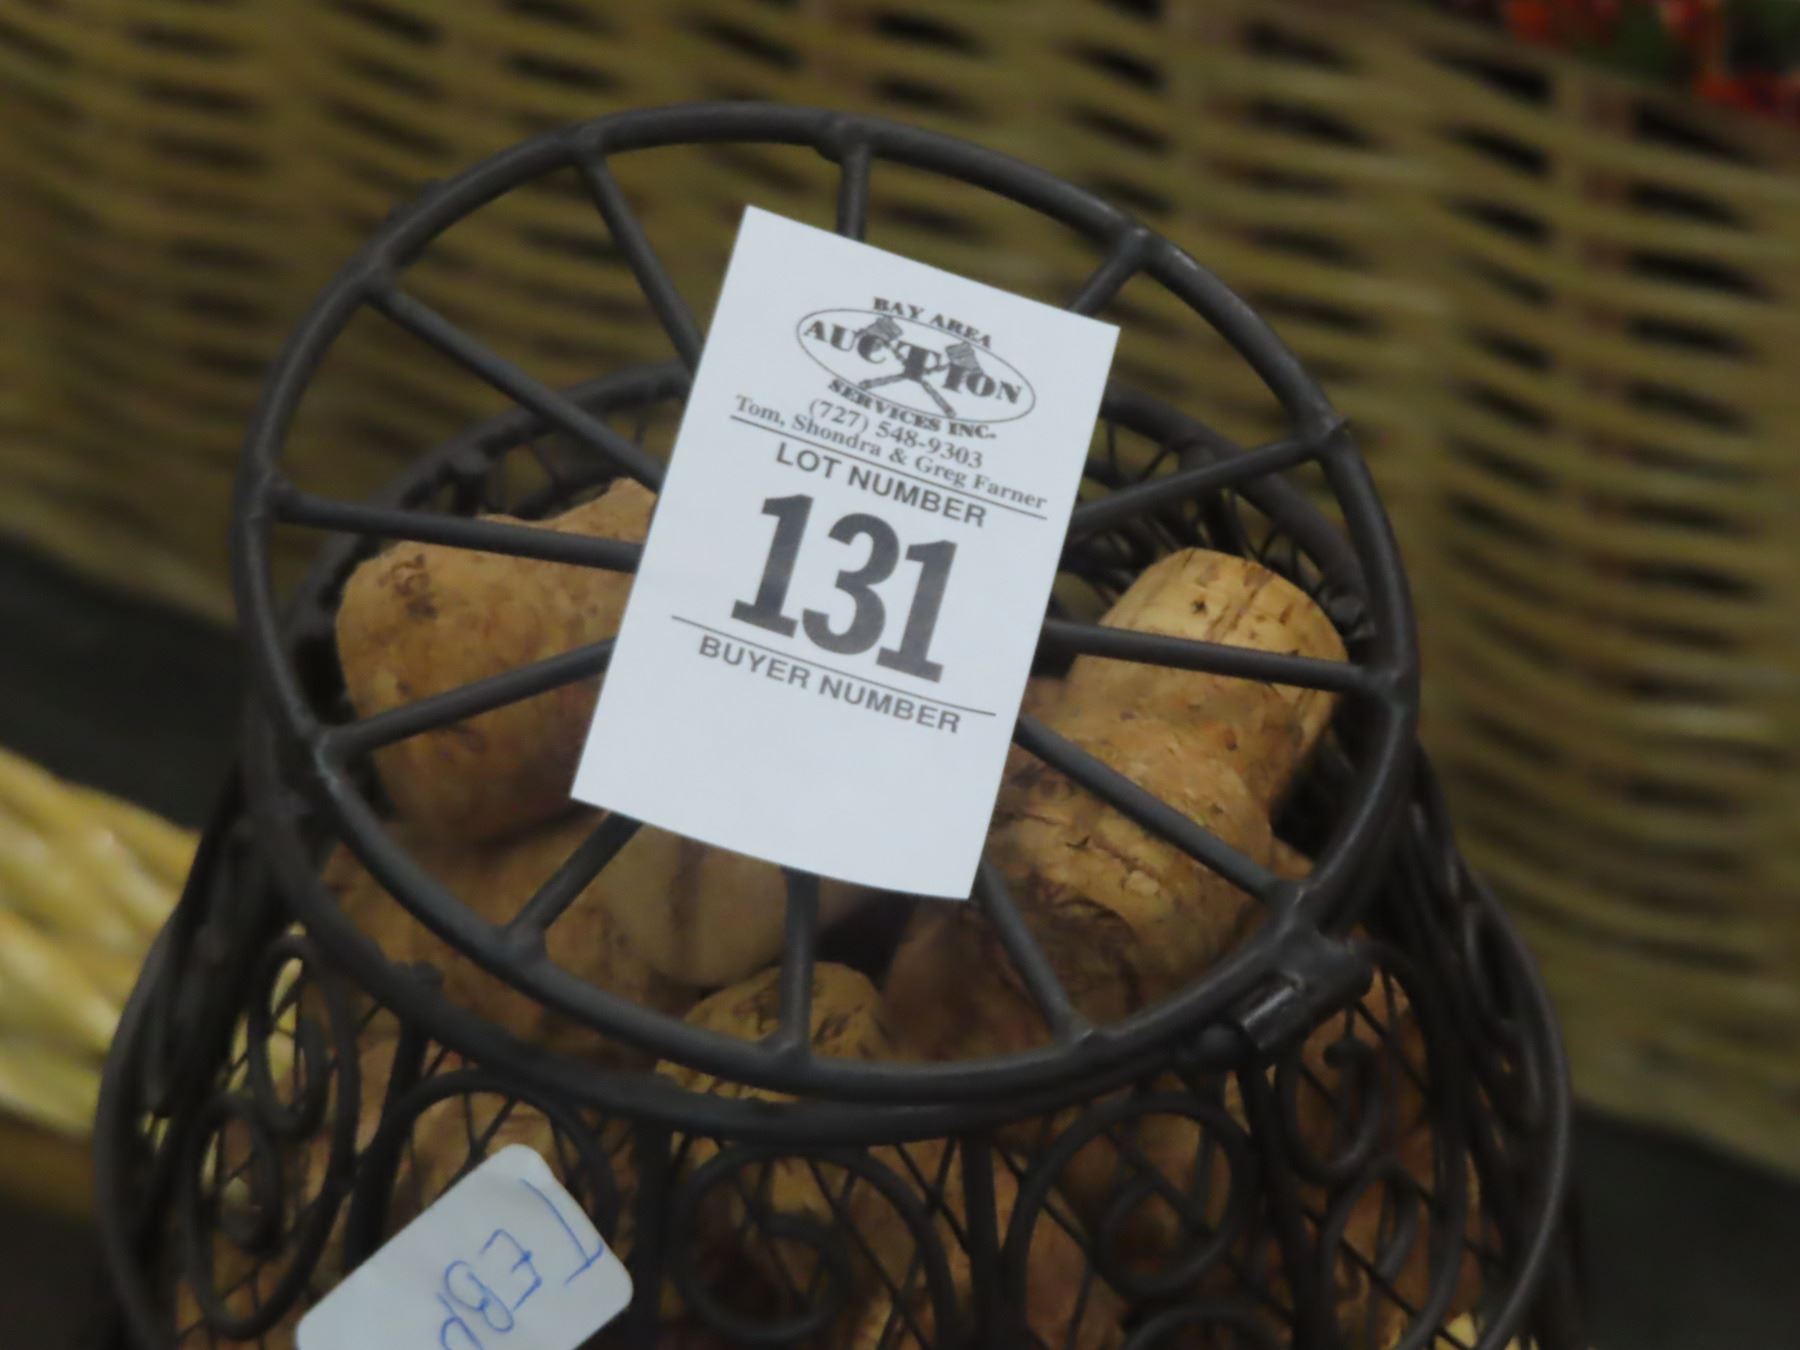 BAY AREA
AUCTION
SERVICES INC.
(727) 548-9303
Tom, Shondra & Greg Farner
LOT NUMBER
131
BUYER NUMBER